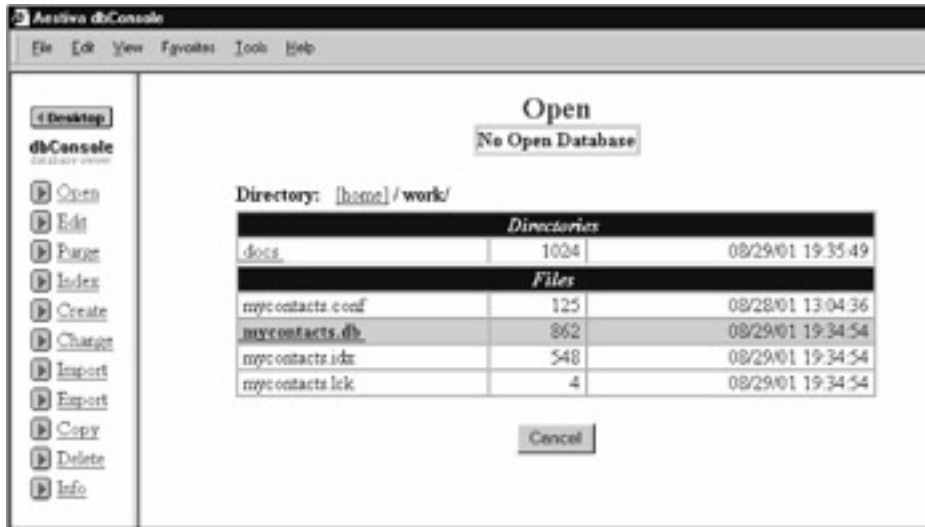 Aestiva dbConsole
File Edit View Favorites Tools Help
Desktop
dbConsole
database viewer
Open
Edit
Purge
Index
Create
Change
Import
Export
Copy
Delete
Info
Open
No Open Database
Directory: [home] / work/
Directories
docs 1024 08/29/01 19:35:49
Files
mycontacts.conf 125 08/28/01 13:04:36
mycontacts.db 862 08/29/01 19:34:54
mycontacts.idx 548 08/29/01 19:34:54
mycontacts.lck 4 08/29/01 19:34:54
Cancel